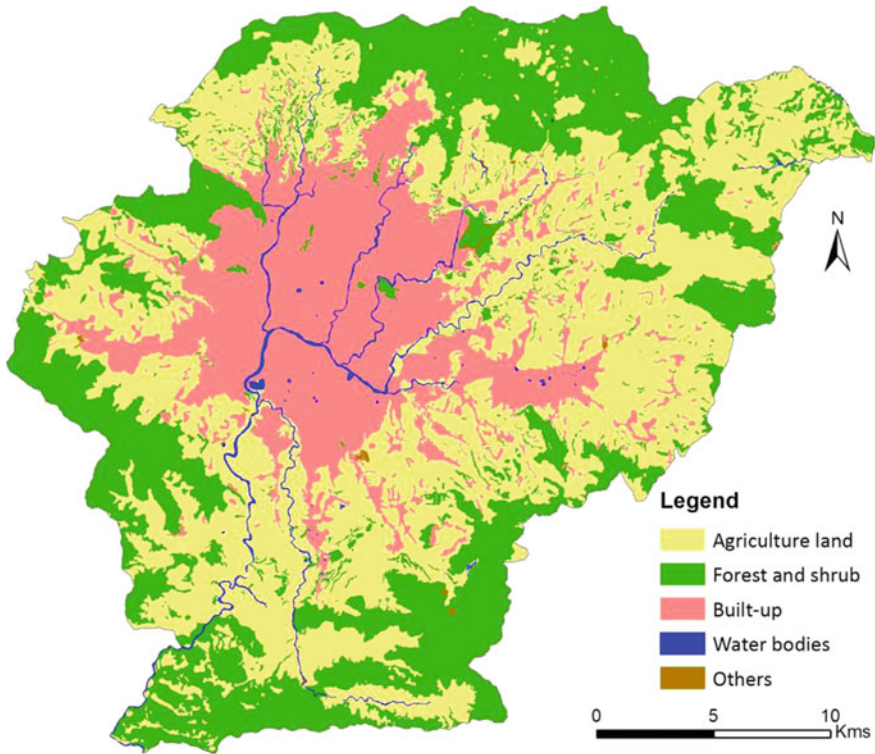 N
Legend
Agriculture land
Forest and shrub
Built-up
Water bodies
Others
0 5 10
Kms